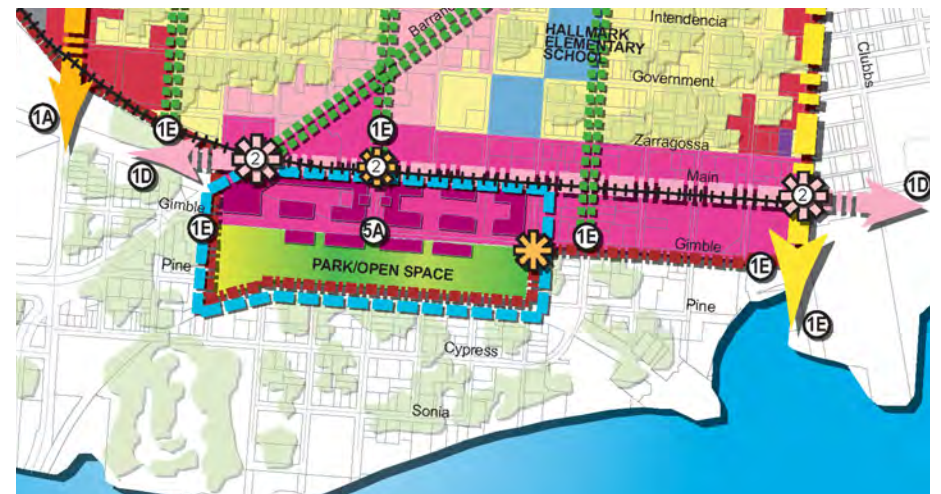 Intendencia
Barran
HALLMARK
ELEMENTARY
SCHOOL
Clubbs
Government
1A
1E
1E
Zarragossa
2
2
Main
1D
2
1D
Gimble
1E
5A
1E
Gimble
Pine
PARK/OPEN SPACE
1E
Pine
1E
Cypress
Sonia